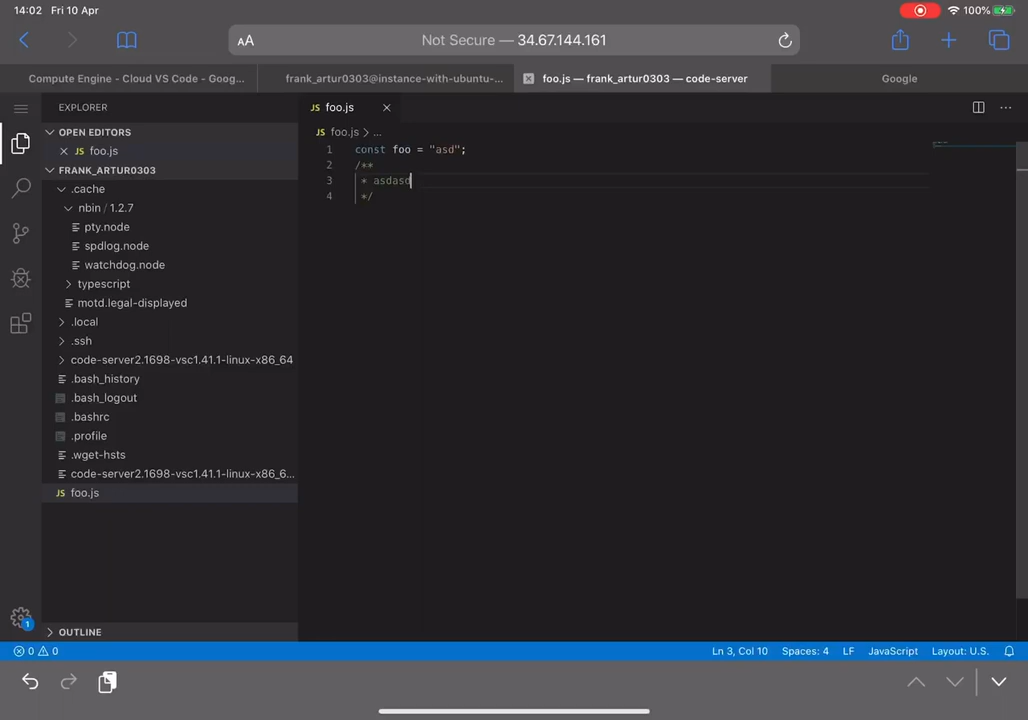 14:02 Fri 10 Apr
100%
AA Not Secure — 34.67.144.161
Compute Engine - Cloud VS Code - Goog...
frank_artur0303@instance-with-ubuntu-...
foo.js — frank_artur0303 — code-server
Google
EXPLORER
OPEN EDITORS
JS foo.js
FRANK_ARTUR0303
.cache
nbin / 1.2.7
pty.node
spdlog.node
watchdog.node
typescript
motd.legal-displayed
.local
.ssh
code-server2.1698-vsc1.41.1-linux-x86_64
.bash_history
.bash_logout
.bashrc
.profile
.wget-hsts
code-server2.1698-vsc1.41.1-linux-x86_6...
JS foo.js
OUTLINE
JS foo.js
JS foo.js > ...
1 const foo = "asd";
2 /**
3 * asdasd
4 */
1
0 0
Ln 3, Col 10 Spaces: 4 LF JavaScript Layout: U.S.